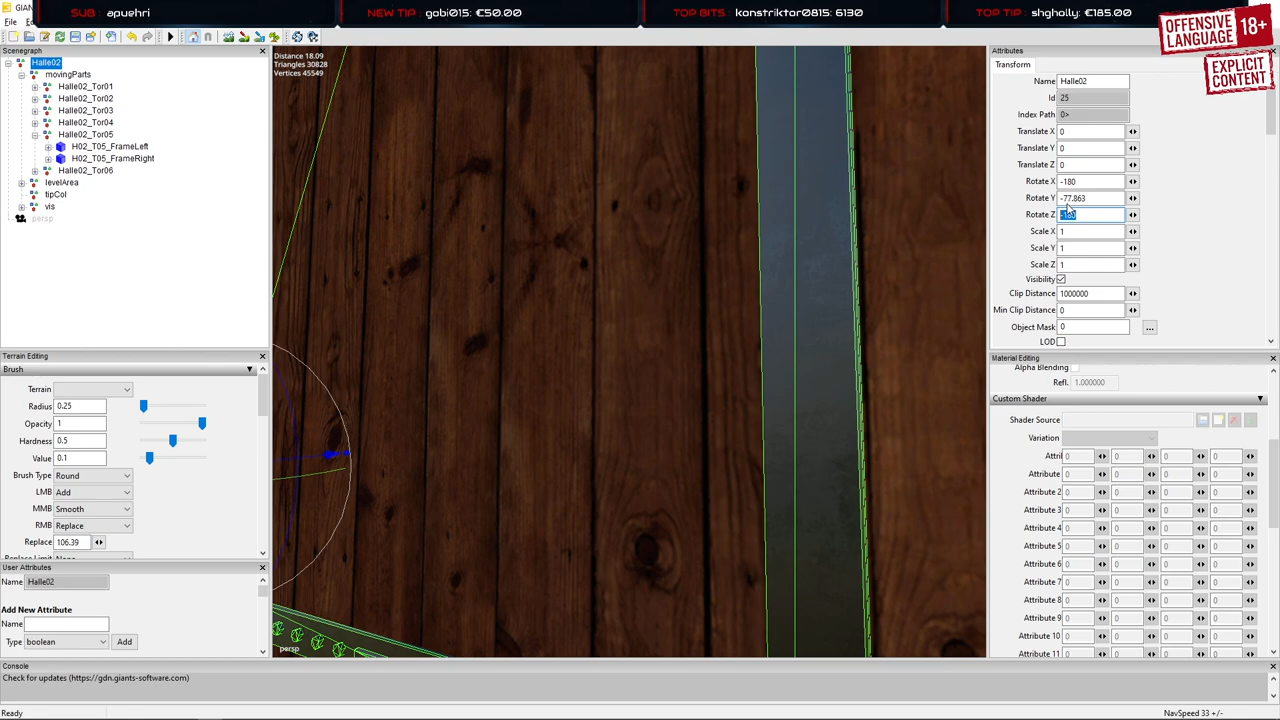 SUB : apuehri
NEW TIP : gobi015: €50.00
TOP BITS : konstriktor0815: 6130
TOP TIP : shgholly:
OFFENSIVE LANGUAGE 18+
EXPLICIT CONTENT
Scenegraph
Halle02
movingParts
Halle02_Tor01
Halle02_Tor02
Halle02_Tor03
Halle02_Tor04
Halle02_Tor05
H02_T05_FrameLeft
H02_T05_FrameRight
Halle02_Tor06
levelArea
tipCol
vis
persp
Distance 18.09
Triangles 30828
Vertices 45549
persp
Terrain Editing
Brush
Terrain
Radius 0.25
Opacity 1
Hardness 0.5
Value 0.1
Brush Type Round
LMB Add
MMB Smooth
RMB Replace
Replace 106.39
User Attributes
Name Halle02
Add New Attribute
Name
Type boolean Add
Attributes
Transform
Name Halle02
Id 25
Index Path 0>
Translate X 0
Translate Y 0
Translate Z 0
Rotate X -180
Rotate Y -77.863
Rotate Z
Scale X 1
Scale Y 1
Scale Z 1
Visibility
Clip Distance 1000000
Min Clip Distance 0
Object Mask 0 ...
LOD
Material Editing
Alpha Blending
Refl. 1.000000
Custom Shader
Shader Source
Variation
Attri 0 0 0 0
Attribute 0 0 0 0
Attribute 2 0 0 0 0
Attribute 3 0 0 0 0
Attribute 4 0 0 0 0
Attribute 5 0 0 0 0
Attribute 6 0 0 0 0
Attribute 7 0 0 0 0
Attribute 8 0 0 0 0
Attribute 9 0 0 0 0
Attribute 10 0 0 0 0
Attribute 11 0 0 0 0
Console
Check for updates (https://gdn.giants-software.com)
Ready
NavSpeed 33 +/-